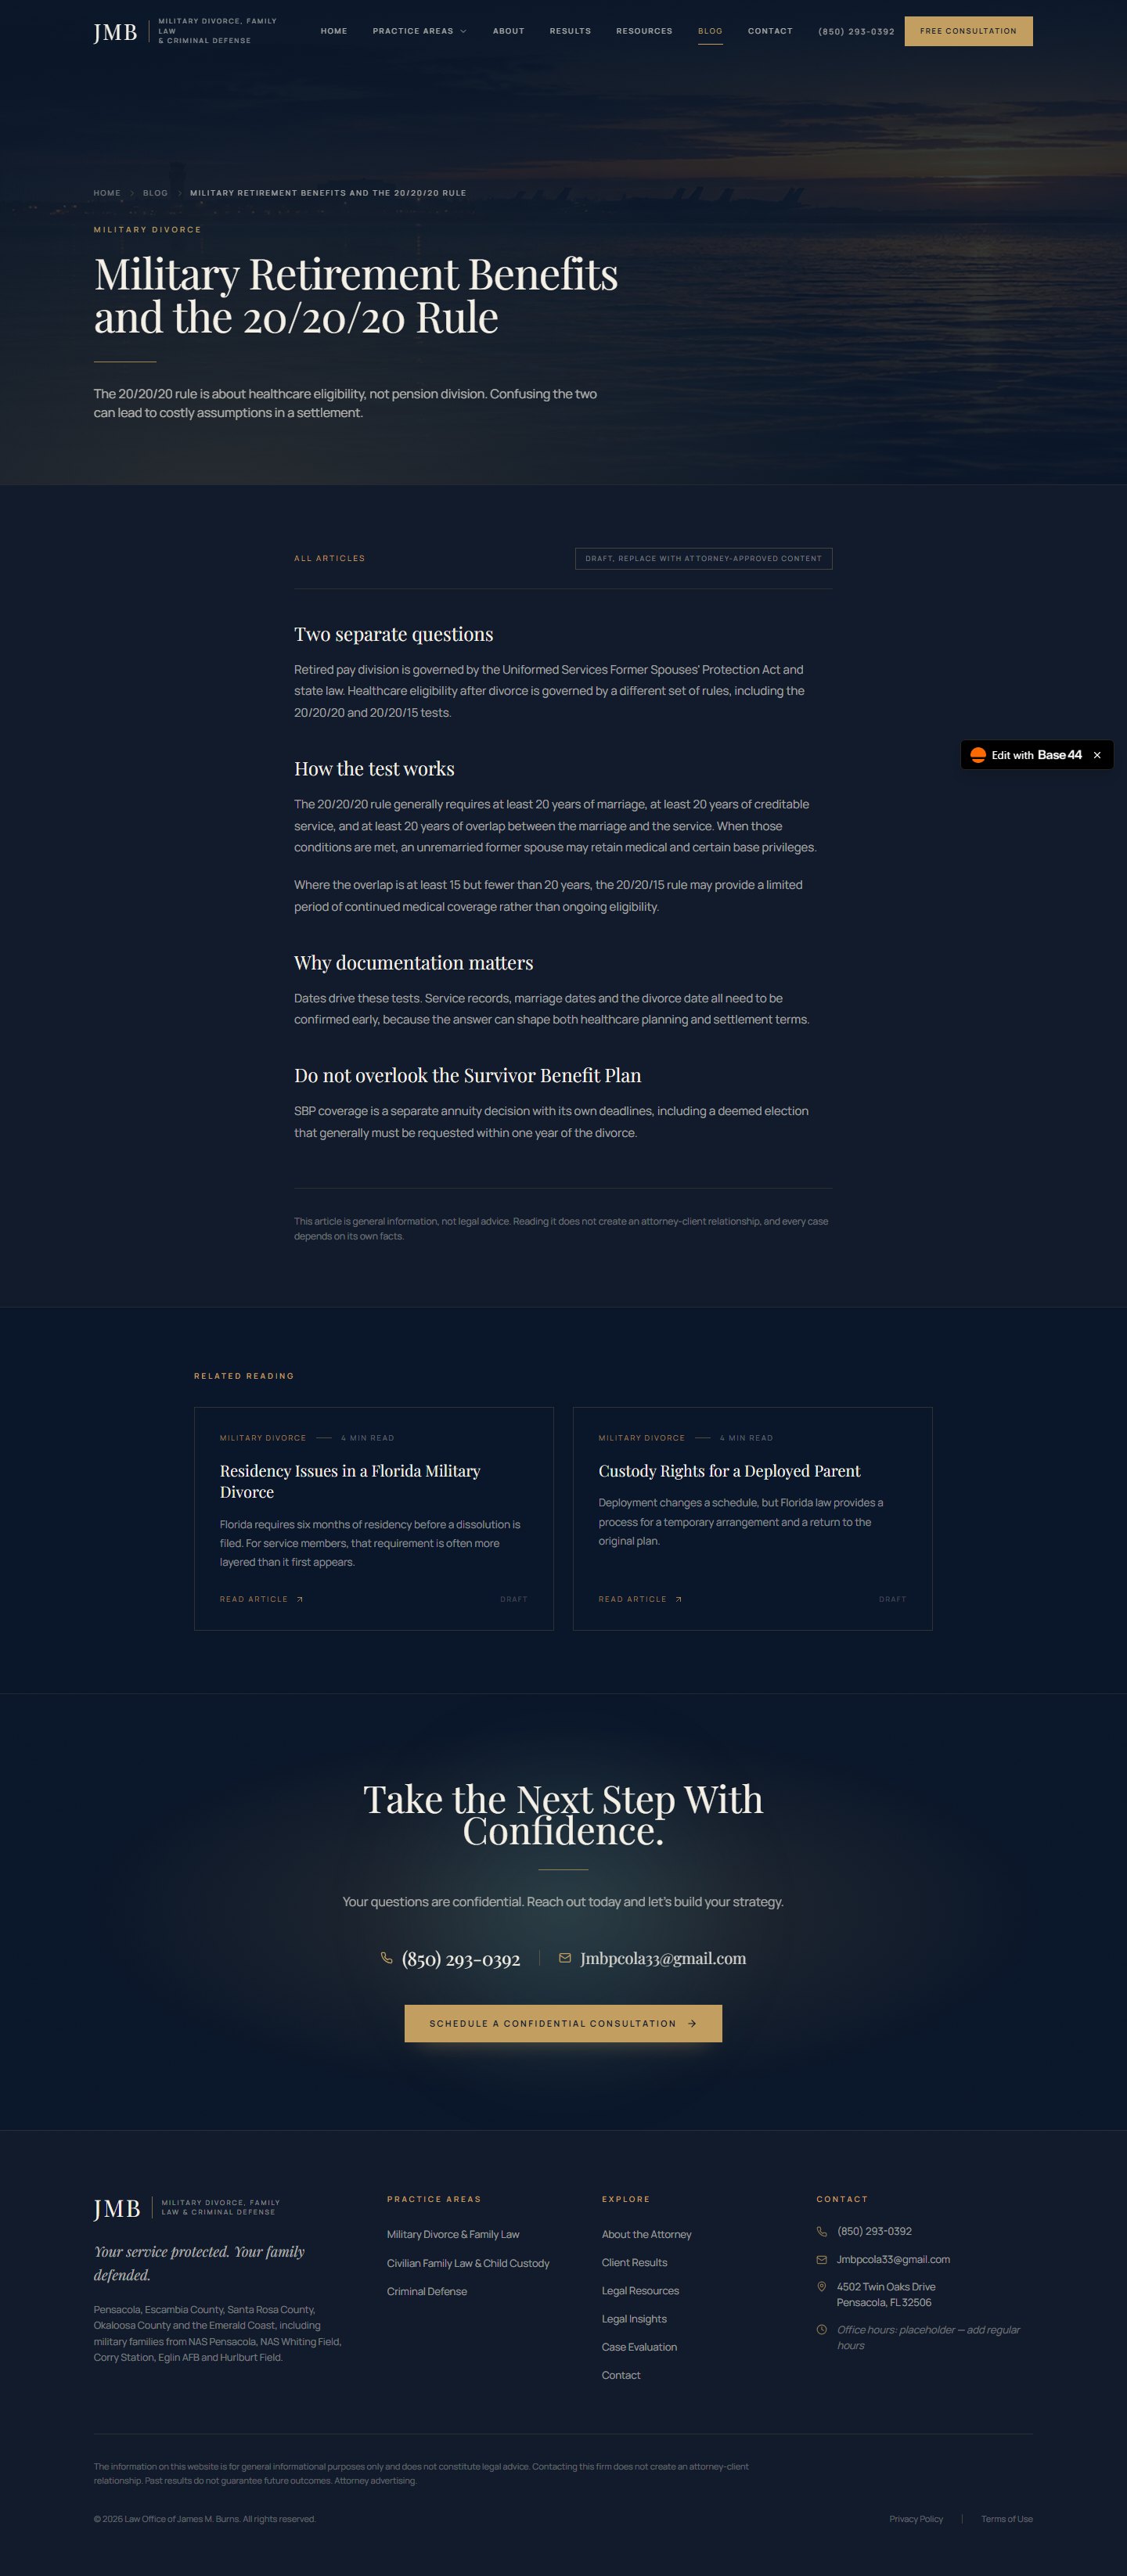 JMB
MILITARY DIVORCE, FAMILY
LAW
& CRIMINAL DEFENSE
HOME
PRACTICE AREAS
ABOUT
RESULTS
RESOURCES
BLOG
CONTACT
(850) 293-0392
FREE CONSULTATION
HOME > BLOG > MILITARY RETIREMENT BENEFITS AND THE 20/20/20 RULE
MILITARY DIVORCE
Military Retirement Benefits
and the 20/20/20 Rule
The 20/20/20 rule is about healthcare eligibility, not pension division. Confusing the two
can lead to costly assumptions in a settlement.
ALL ARTICLES
DRAFT, REPLACE WITH ATTORNEY-APPROVED CONTENT
Two separate questions
Retired pay division is governed by the Uniformed Services Former Spouses' Protection Act and
state law. Healthcare eligibility after divorce is governed by a different set of rules, including the
20/20/20 and 20/20/15 tests.
Edit with Base 44
How the test works
The 20/20/20 rule generally requires at least 20 years of marriage, at least 20 years of creditable
service, and at least 20 years of overlap between the marriage and the service. When those
conditions are met, an unremarried former spouse may retain medical and certain base privileges.
Where the overlap is at least 15 but fewer than 20 years, the 20/20/15 rule may provide a limited
period of continued medical coverage rather than ongoing eligibility.
Why documentation matters
Dates drive these tests. Service records, marriage dates and the divorce date all need to be
confirmed early, because the answer can shape both healthcare planning and settlement terms.
Do not overlook the Survivor Benefit Plan
SBP coverage is a separate annuity decision with its own deadlines, including a deemed election
that generally must be requested within one year of the divorce.
This article is general information, not legal advice. Reading it does not create an attorney-client relationship, and every case
depends on its own facts.
RELATED READING
MILITARY DIVORCE — 4 MIN READ
Residency Issues in a Florida Military
Divorce
Florida requires six months of residency before a dissolution is
filed. For service members, that requirement is often more
layered than it first appears.
READ ARTICLE
DRAFT
MILITARY DIVORCE — 4 MIN READ
Custody Rights for a Deployed Parent
Deployment changes a schedule, but Florida law provides a
process for a temporary arrangement and a return to the
original plan.
READ ARTICLE
DRAFT
Take the Next Step With
Confidence.
Your questions are confidential. Reach out today and let's build your strategy.
(850) 293-0392
Jmbpcola33@gmail.com
SCHEDULE A CONFIDENTIAL CONSULTATION
JMB
MILITARY DIVORCE, FAMILY
LAW & CRIMINAL DEFENSE
Your service protected. Your family
defended.
Pensacola, Escambia County, Santa Rosa County,
Okaloosa County and the Emerald Coast, including
military families from NAS Pensacola, NAS Whiting Field,
Corry Station, Eglin AFB and Hurlburt Field.
PRACTICE AREAS
Military Divorce & Family Law
Civilian Family Law & Child Custody
Criminal Defense
EXPLORE
About the Attorney
Client Results
Legal Resources
Legal Insights
Case Evaluation
Contact
CONTACT
(850) 293-0392
Jmbpcola33@gmail.com
4502 Twin Oaks Drive
Pensacola, FL 32506
Office hours: placeholder — add regular
hours
The information on this website is for general informational purposes only and does not constitute legal advice. Contacting this firm does not create an attorney-client
relationship. Past results do not guarantee future outcomes. Attorney advertising.
© 2026 Law Office of James M. Burns. All rights reserved.
Privacy Policy
Terms of Use